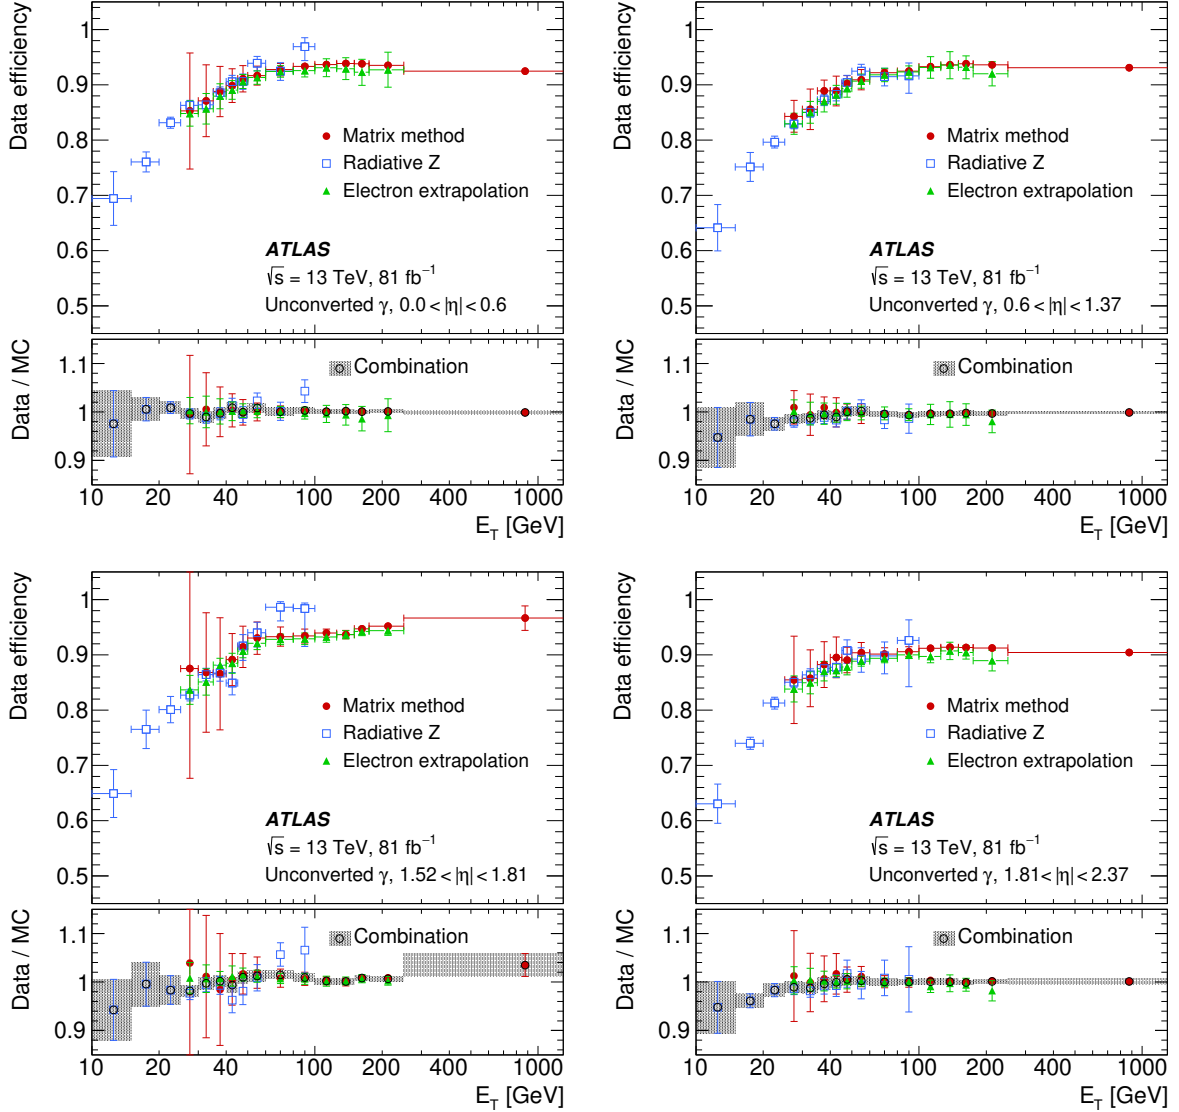 Data efficiency
1
0.9
0.8
0.7
0.6
0.5
Matrix method
Radiative Z
Electron extrapolation
ATLAS
√s = 13 TeV, 81 fb⁻¹
Unconverted γ, 0.0<|η|<0.6
Data / MC
1.1
1
0.9
Combination
10 20 40 100 200 400 1000
E_T [GeV]
Data efficiency
1
0.9
0.8
0.7
0.6
0.5
Matrix method
Radiative Z
Electron extrapolation
ATLAS
√s = 13 TeV, 81 fb⁻¹
Unconverted γ, 0.6<|η|<1.37
Data / MC
1.1
1
0.9
Combination
10 20 40 100 200 400 1000
E_T [GeV]
Data efficiency
1
0.9
0.8
0.7
0.6
0.5
Matrix method
Radiative Z
Electron extrapolation
ATLAS
√s = 13 TeV, 81 fb⁻¹
Unconverted γ, 1.52<|η|<1.81
Data / MC
1.1
1
0.9
Combination
10 20 40 100 200 400 1000
E_T [GeV]
Data efficiency
1
0.9
0.8
0.7
0.6
0.5
Matrix method
Radiative Z
Electron extrapolation
ATLAS
√s = 13 TeV, 81 fb⁻¹
Unconverted γ, 1.81<|η|<2.37
Data / MC
1.1
1
0.9
Combination
10 20 40 100 200 400 1000
E_T [GeV]